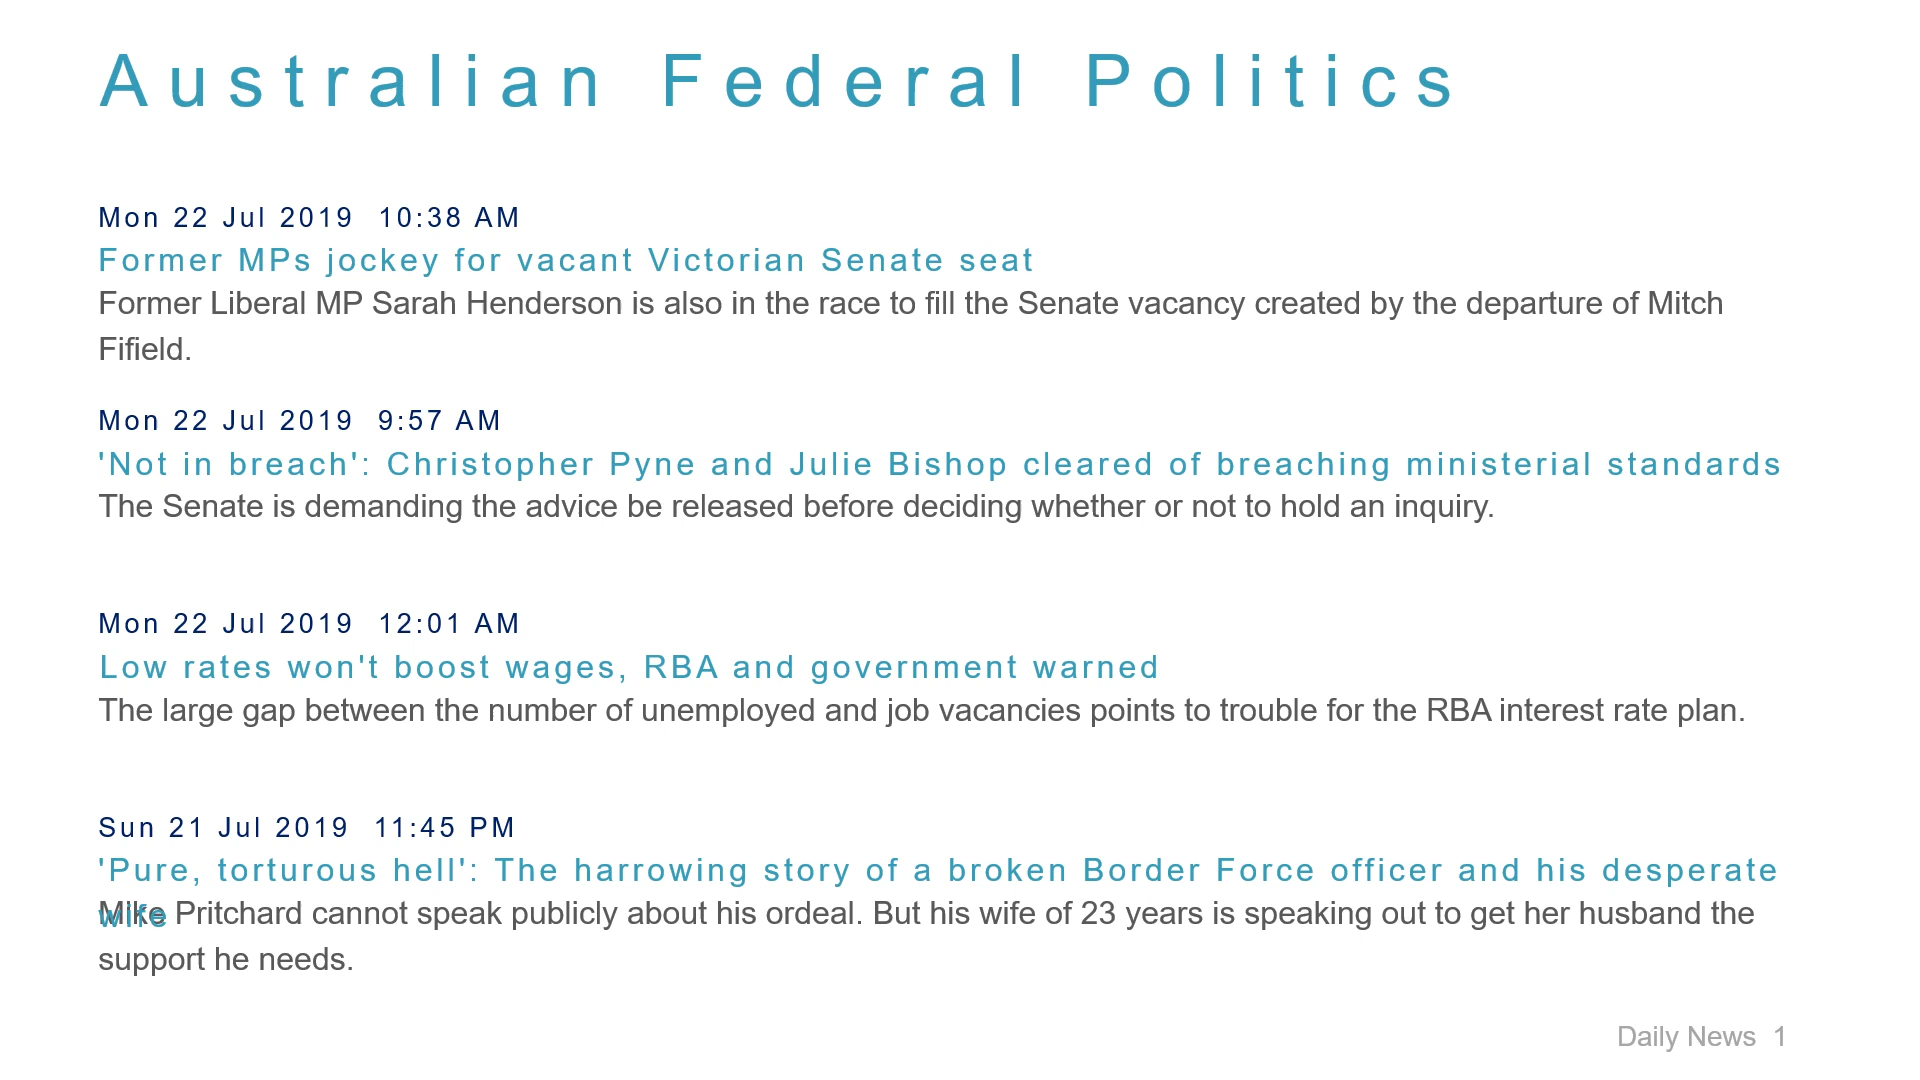 Australian Federal Politics
Mon 22 Jul 2019 10:38 AM
Former MPs jockey for vacant Victorian Senate seat
Former Liberal MP Sarah Henderson is also in the race to fill the Senate vacancy created by the departure of Mitch
Fifield.
Mon 22 Jul 2019 9:57 AM
'Not in breach': Christopher Pyne and Julie Bishop cleared of breaching ministerial standards
The Senate is demanding the advice be released before deciding whether or not to hold an inquiry.
Mon 22 Jul 2019 12:01 AM
Low rates won't boost wages, RBA and government warned
The large gap between the number of unemployed and job vacancies points to trouble for the RBA interest rate plan.
Sun 21 Jul 2019 11:45 PM
'Pure, torturous hell': The harrowing story of a broken Border Force officer and his desperate
wife
Mike Pritchard cannot speak publicly about his ordeal. But his wife of 23 years is speaking out to get her husband the
support he needs.
Daily News 1